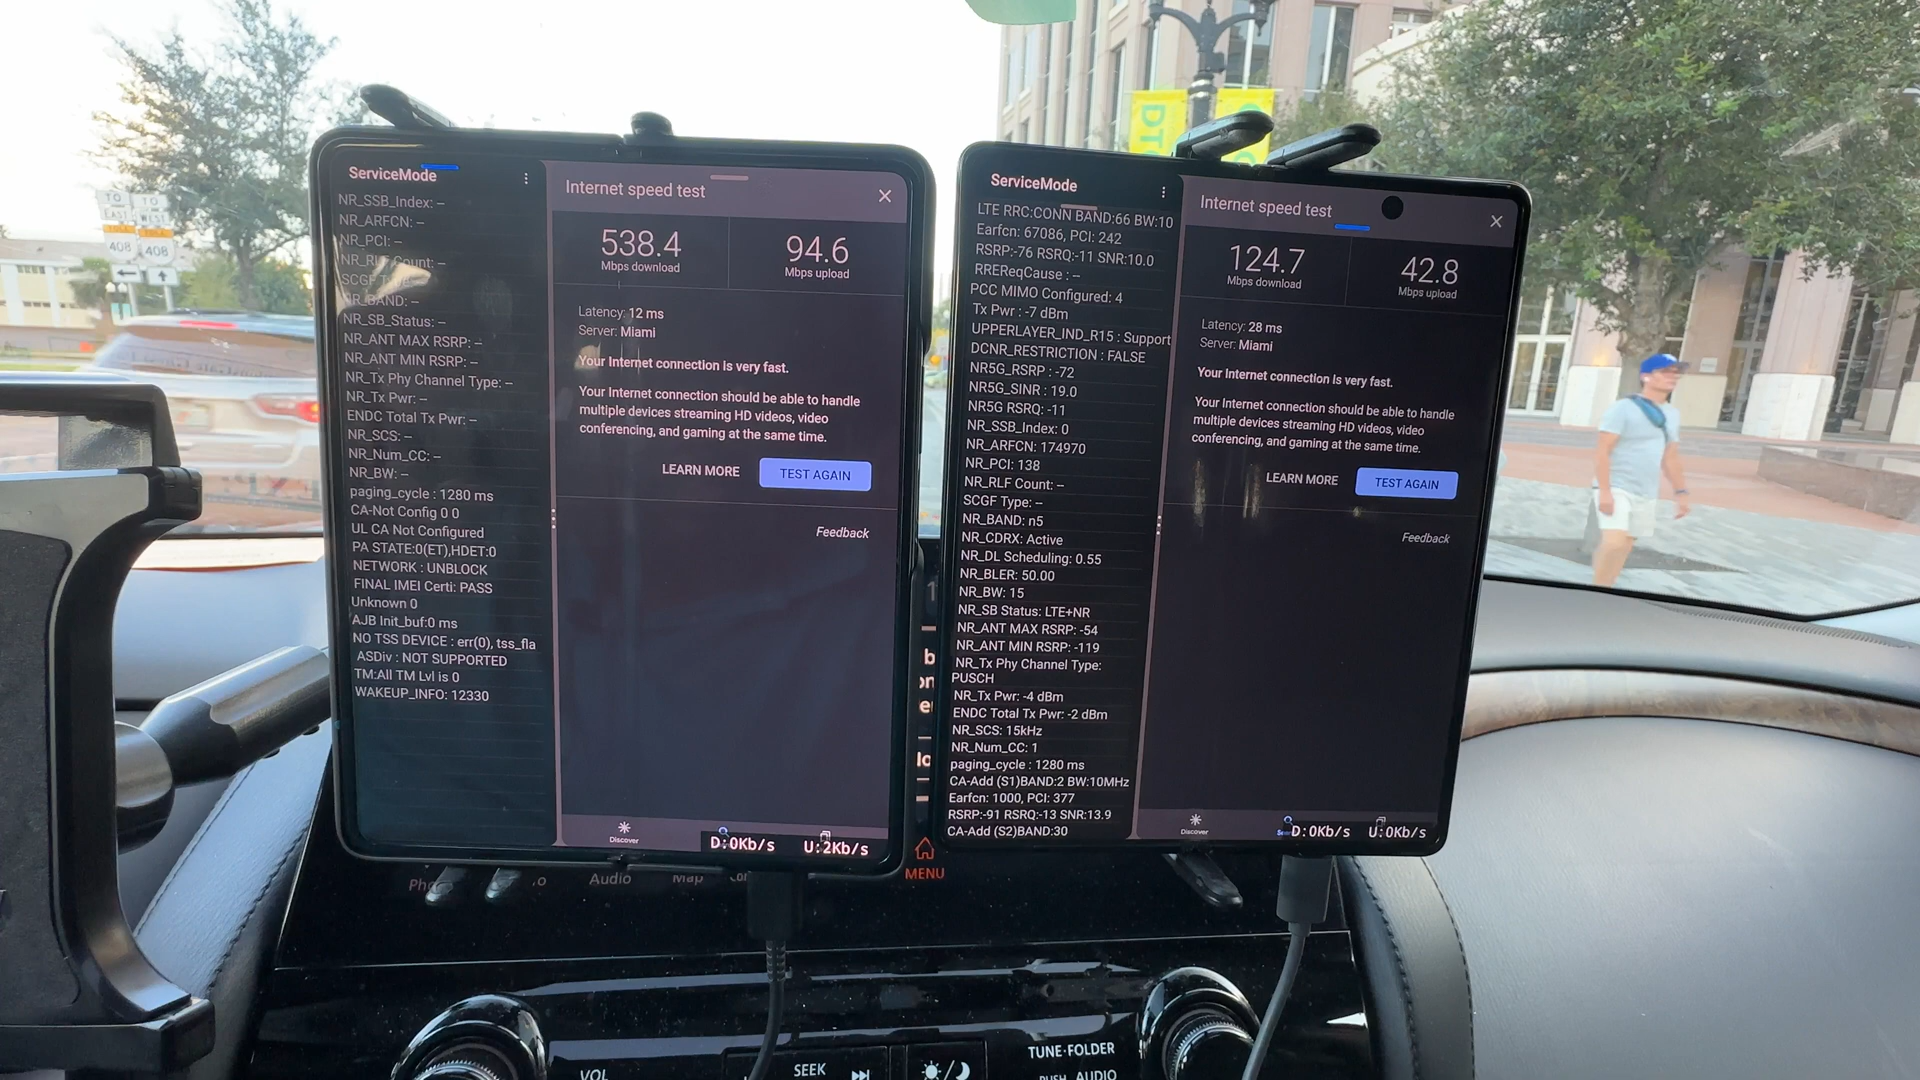 TO
TO
EAST
WEST
TOLL
TOLL
408
408
DTO
ServiceMode
NR_SSB_Index: --
NR_ARFCN: --
NR_PCI: --
NR_RLF Count: --
NR_BAND: --
NR_SB_Status: --
NR_ANT MAX RSRP: --
NR_ANT MIN RSRP: --
NR_Tx Phy Channel Type: --
NR_Tx Pwr: --
ENDC Total Tx Pwr: --
NR_SCS: --
NR_Num_CC: --
NR_BW: --
paging_cycle : 1280 ms
CA-Not Config 0 0
UL CA Not Configured
PA STATE:0(ET),HDET:0
NETWORK : UNBLOCK
FINAL IMEI Certi: PASS
Unknown 0
AJB Init_buf:0 ms
NO TSS DEVICE : err(0), tss_fla
ASDiv : NOT SUPPORTED
TM:All TM Lvl is 0
WAKEUP_INFO: 12330
Internet speed test
538.4
Mbps download
94.6
Mbps upload
Latency: 12 ms
Server: Miami
Your Internet connection is very fast.
Your Internet connection should be able to handle
multiple devices streaming HD videos, video
conferencing, and gaming at the same time.
LEARN MORE
TEST AGAIN
Feedback
Discover
D:0Kb/s
U:2Kb/s
ServiceMode
LTE RRC:CONN BAND:66 BW:10
Earfcn: 67086, PCI: 242
RSRP:-76 RSRQ:-11 SNR:10.0
RREReqCause : --
PCC MIMO Configured: 4
Tx Pwr : -7 dBm
UPPERLAYER_IND_R15 : Support
DCNR_RESTRICTION : FALSE
NR5G_RSRP : -72
NR5G_SINR : 19.0
NR5G RSRQ: -11
NR_SSB_Index: 0
NR_ARFCN: 174970
NR_PCI: 138
NR_RLF Count: --
SCGF Type: --
NR_BAND: n5
NR_CDRX: Active
NR_DL Scheduling: 0.55
NR_BLER: 50.00
NR_BW: 15
NR_SB Status: LTE+NR
NR_ANT MAX RSRP: -54
NR_ANT MIN RSRP: -119
NR_Tx Phy Channel Type:
PUSCH
NR_Tx Pwr: -4 dBm
ENDC Total Tx Pwr: -2 dBm
NR_SCS: 15kHz
NR_Num_CC: 1
paging_cycle : 1280 ms
CA-Add (S1)BAND:2 BW:10MHz
Earfcn: 1000, PCI: 377
RSRP:-91 RSRQ:-13 SNR:13.9
CA-Add (S2)BAND:30
Internet speed test
124.7
Mbps download
42.8
Mbps upload
Latency: 28 ms
Server: Miami
Your Internet connection is very fast.
Your Internet connection should be able to handle
multiple devices streaming HD videos, video
conferencing, and gaming at the same time.
LEARN MORE
TEST AGAIN
Feedback
Discover
D:0Kb/s
U:0Kb/s
MENU
Audio
Map
VOL
SEEK
TUNE·FOLDER
PUSH AUDIO